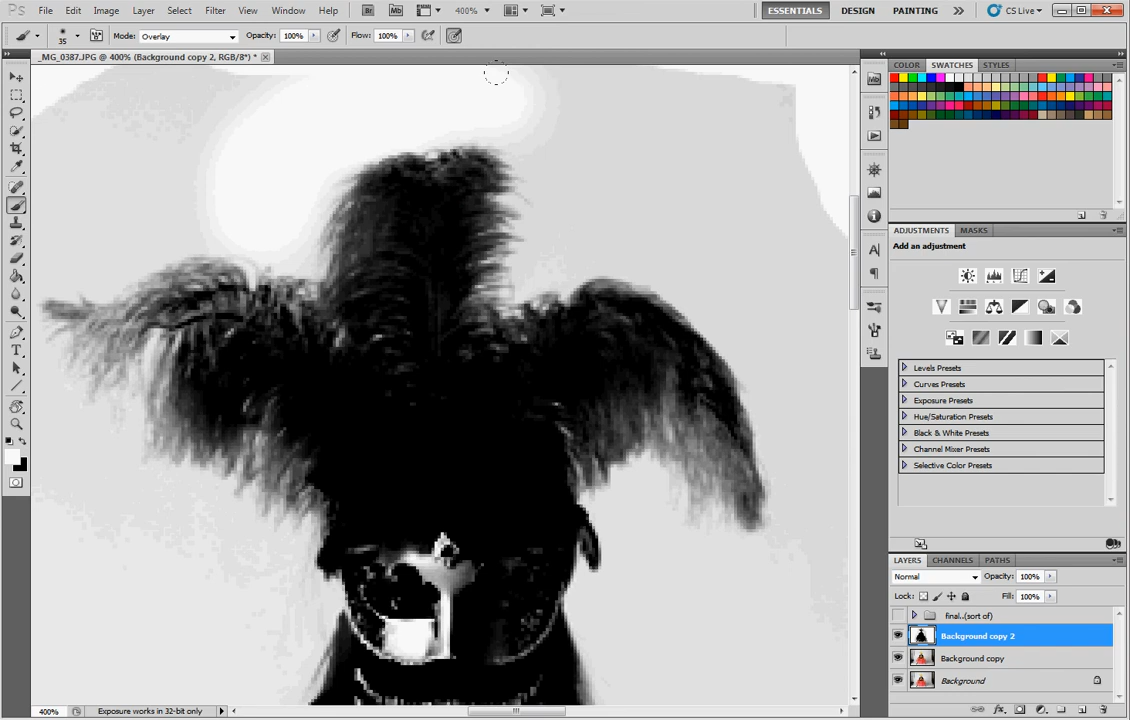 Ps File Edit Image Layer Select Filter View Window Help Br Mb 400% ESSENTIALS DESIGN PAINTING CS Live
35 Mode: Overlay Opacity: 100% Flow: 100%
_MG_0387.JPG @ 400% (Background copy 2, RGB/8*) *
COLOR SWATCHES STYLES
ADJUSTMENTS MASKS
Add an adjustment
Levels Presets
Curves Presets
Exposure Presets
Hue/Saturation Presets
Black & White Presets
Channel Mixer Presets
Selective Color Presets
LAYERS CHANNELS PATHS
Normal Opacity: 100%
Lock: Fill: 100%
final..(sort of)
Background copy 2
Background copy
Background
400% Exposure works in 32-bit only